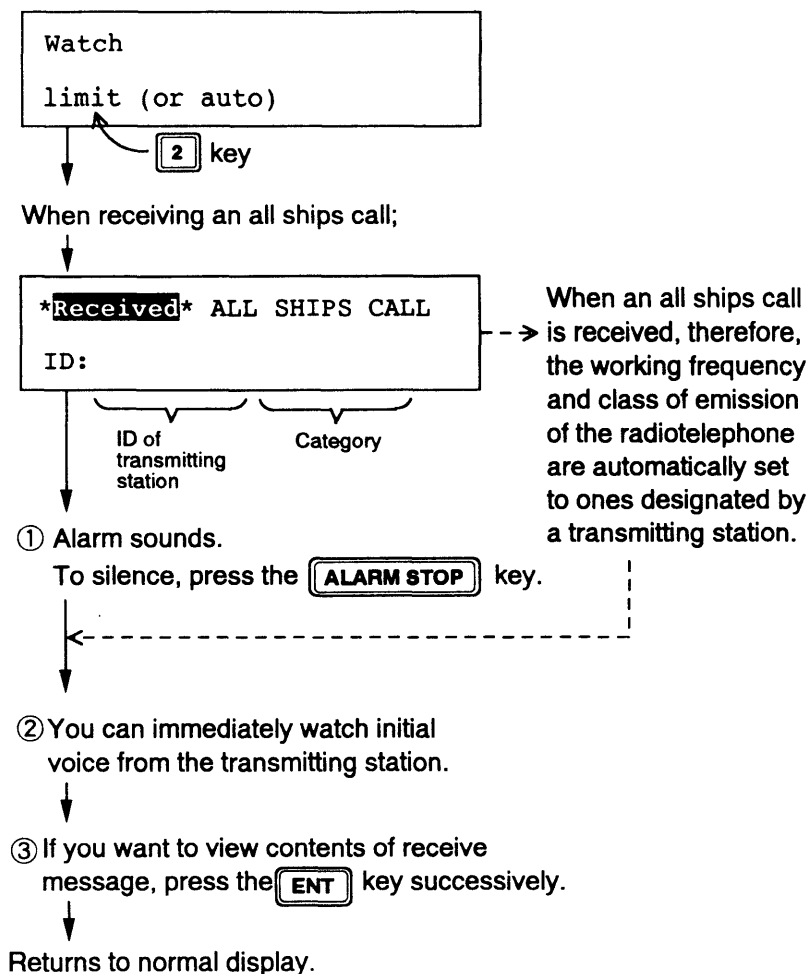 Watch
limit (or auto)
2 key
When receiving an all ships call;
*Received* ALL SHIPS CALL
ID:
ID of
transmitting
station
Category
When an all ships call
is received, therefore,
the working frequency
and class of emission
of the radiotelephone
are automatically set
to ones designated by
a transmitting station.
① Alarm sounds.
To silence, press the ALARM STOP key.
② You can immediately watch initial
voice from the transmitting station.
③ If you want to view contents of receive
message, press the ENT key successively.
Returns to normal display.